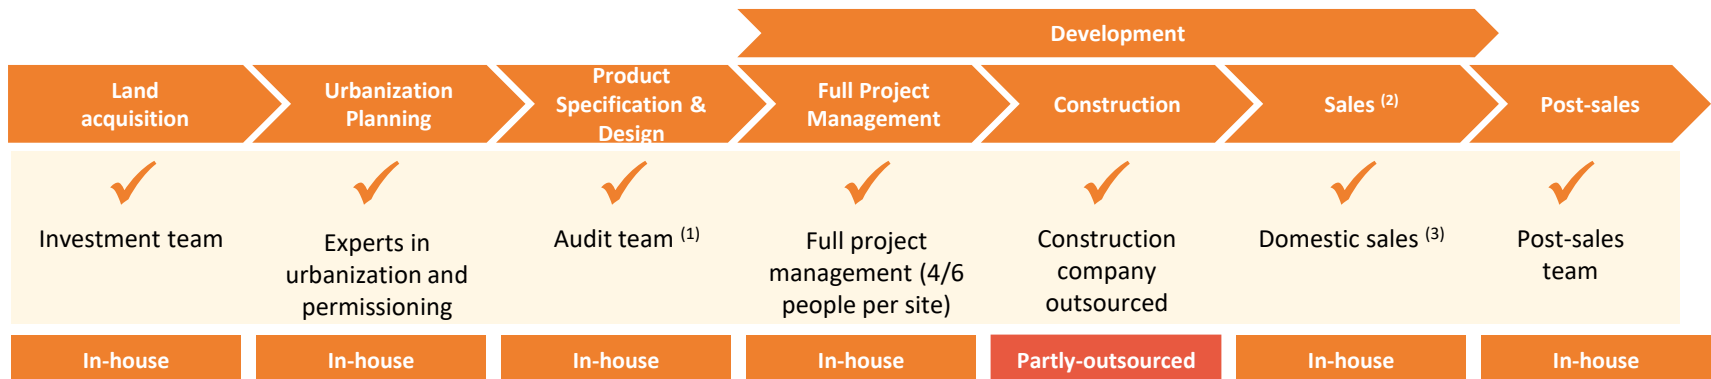 Development
Land
acquisition
Urbanization
Planning
Product
Specification &
Design
Full Project
Management
Construction
Sales (2)
Post-sales
Investment team
Experts in
urbanization and
permissioning
Audit team (1)
Full project
management (4/6
people per site)
Construction
company
outsourced
Domestic sales (3)
Post-sales
team
In-house
In-house
In-house
In-house
Partly-outsourced
In-house
In-house